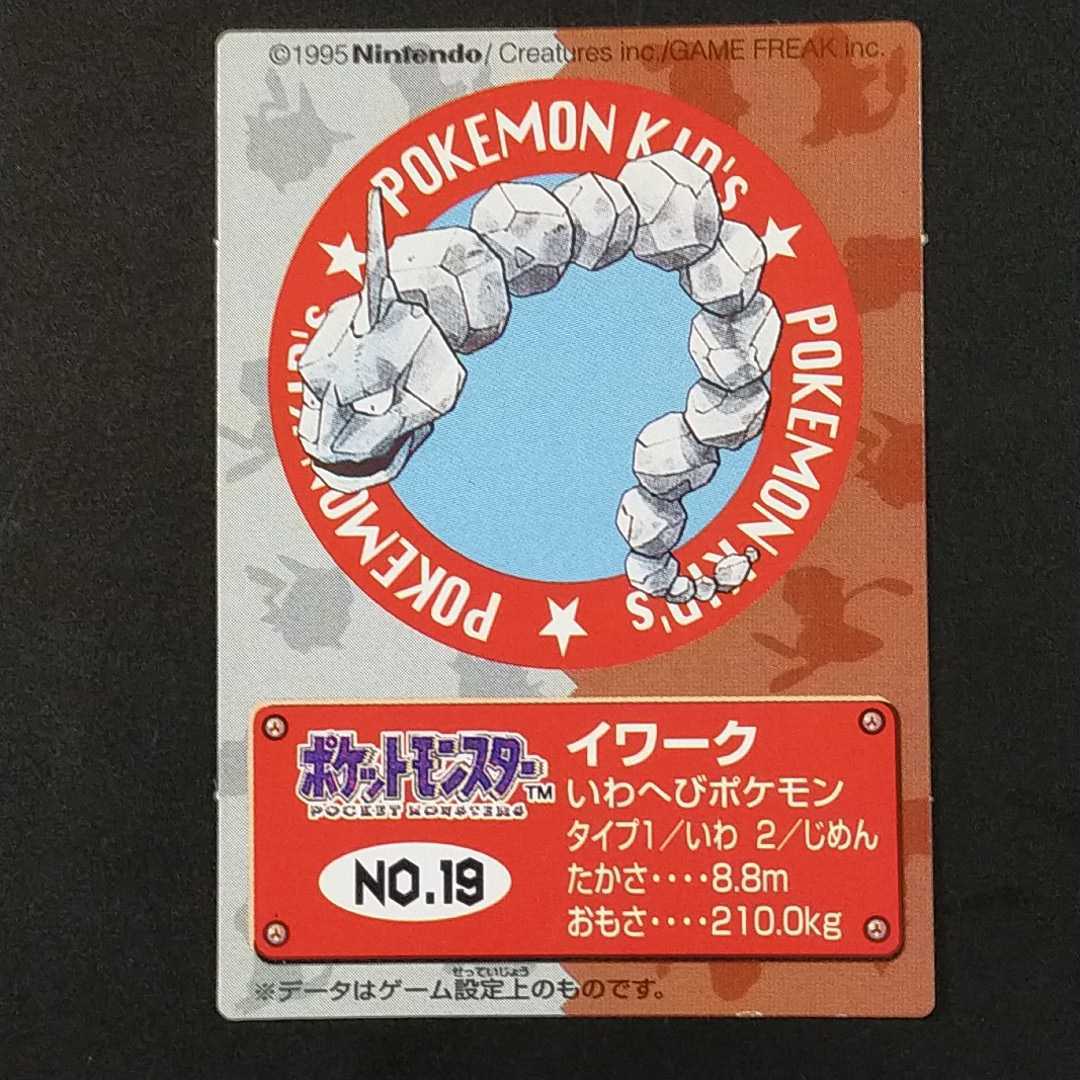 ©1995 Nintendo/ Creatures inc./GAME FREAK inc.
POKEMON KID's ★ POKEMON KID's ★ POKEMON KID's ★
ポケットモンスター™
POCKET MONSTERS
NO.19
イワーク
いわへびポケモン
タイプ1/いわ 2/じめん
たかさ‥‥8.8m
おもさ‥‥210.0kg
せっていじょう
※データはゲーム設定上のものです。